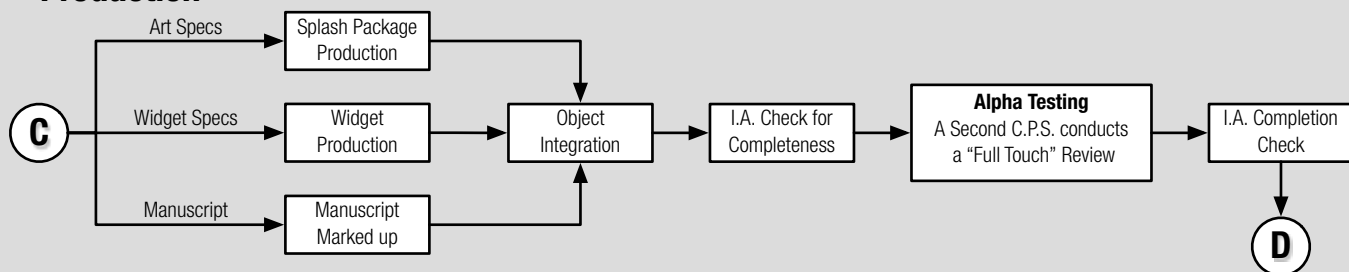 Production
Art Specs
Splash Package
Production
C
Widget Specs
Widget
Production
Object
Integration
I.A. Check for
Completeness
Alpha Testing
A Second C.P.S. conducts
a “Full Touch” Review
I.A. Completion
Check
Manuscript
Manuscript
Marked up
D